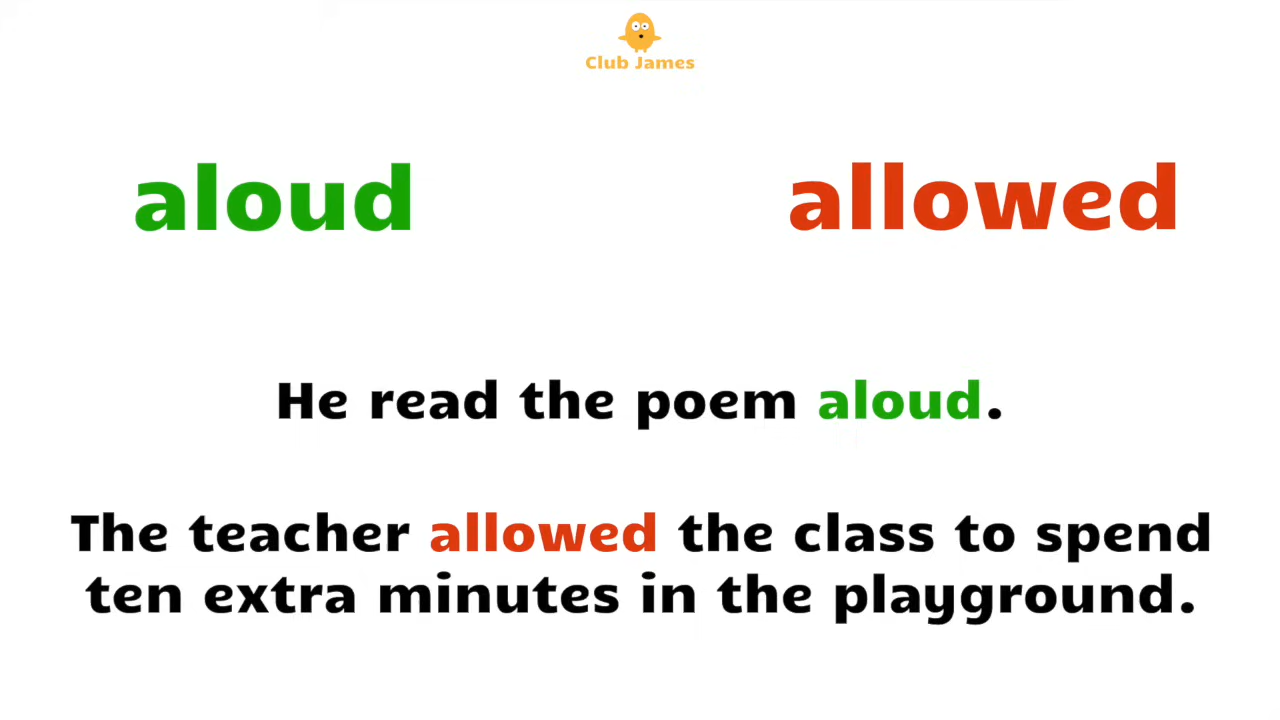 Club James
aloud allowed
He read the poem aloud.
The teacher allowed the class to spend
ten extra minutes in the playground.